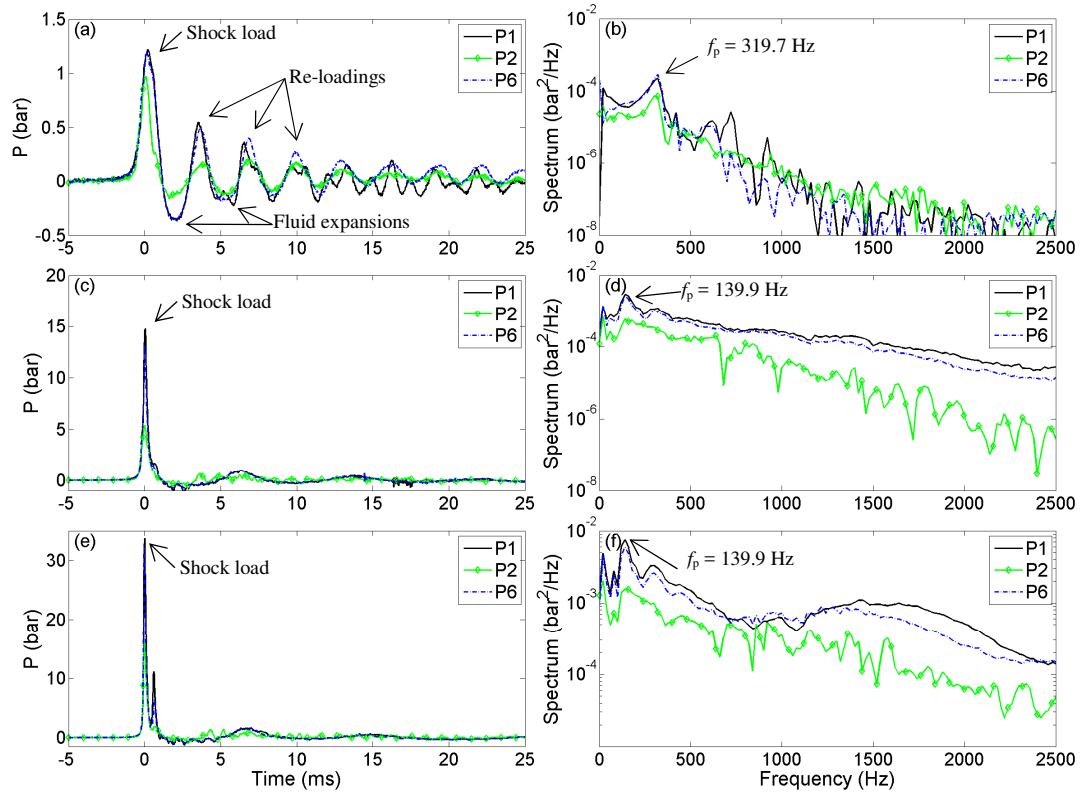 (a)
Shock load
Re-loadings
Fluid expansions
P1
P2
P6
P (bar)
1.5
1
0.5
0
-0.5
-5 0 5 10 15 20 25
(b)
fp = 319.7 Hz
P1
P2
P6
Spectrum (bar2/Hz)
10-2
10-4
10-6
10-8
0 500 1000 1500 2000 2500
(c)
Shock load
P1
P2
P6
P (bar)
20
15
10
5
0
-5 0 5 10 15 20 25
(d)
fp = 139.9 Hz
P1
P2
P6
Spectrum (bar2/Hz)
10-2
10-4
10-6
10-8
0 500 1000 1500 2000 2500
(e)
Shock load
P1
P2
P6
P (bar)
30
20
10
0
-5 0 5 10 15 20 25
Time (ms)
(f)
fp = 139.9 Hz
P1
P2
P6
Spectrum (bar2/Hz)
10-2
10-3
10-4
0 500 1000 1500 2000 2500
Frequency (Hz)